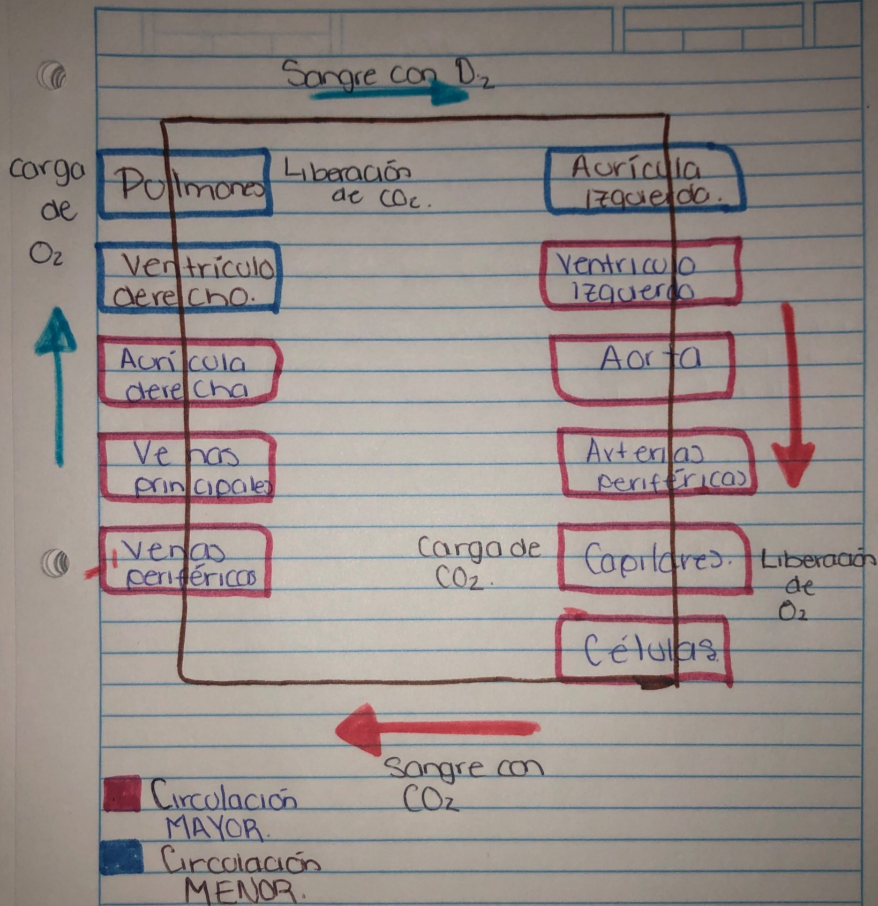 Sangre con O₂
carga
de
O₂
Pulmones
Liberación
de CO₂.
Aurícula
izquierda.
Ventrículo
derecho.
Ventriculo
izquierdo
Aurícula
derecha
Aorta
Venas
principales
Arterias
periféricas
Venas
periféricas
Carga de
CO₂.
Capilares.
Liberación
de
O₂
Células
Sangre con
CO₂
Circulación
MAYOR.
Circulación
MENOR.